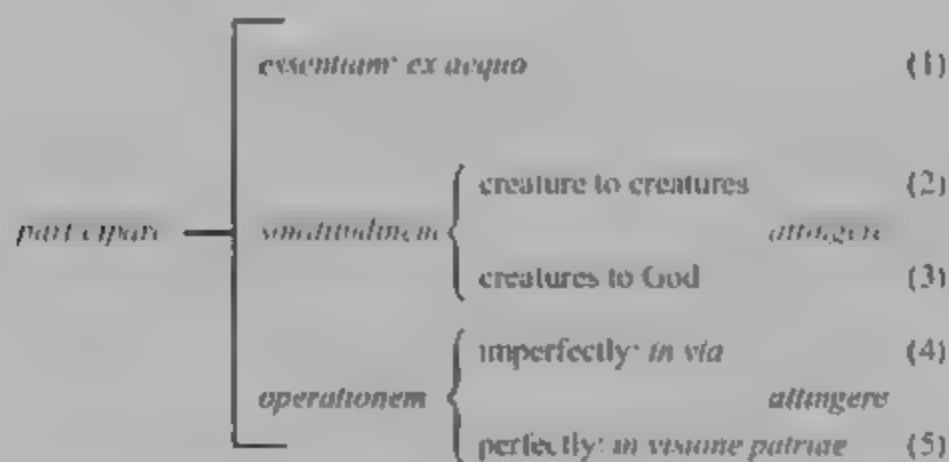 essentiam: ex aequo (1)
creature to creatures (2)
participare similitudinem attingere
creatures to God (3)
imperfectly: in via (4)
operationem attingere
perfectly: in visione patriae (5)